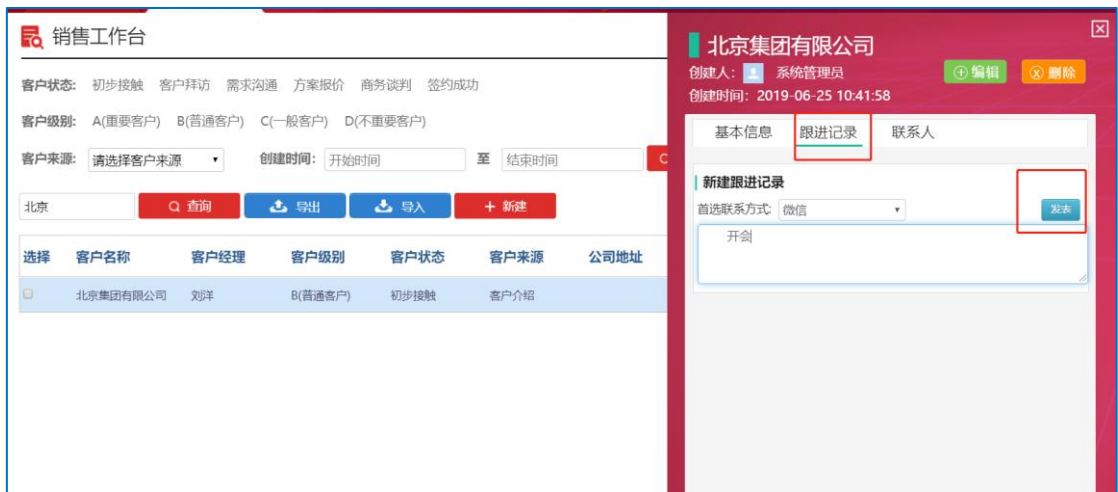 销售工作台
客户状态: 初步接触 客户拜访 需求沟通 方案报价 商务谈判 签约成功
客户级别: A(重要客户) B(普通客户) C(一般客户) D(不重要客户)
客户来源: 请选择客户来源 创建时间: 开始时间 至 结束时间
北京 查询 导出 导入 新建
选择 客户名称 客户经理 客户级别 客户状态 客户来源 公司地址
北京集团有限公司 刘洋 B(普通客户) 初步接触 客户介绍
北京集团有限公司
创建人: 系统管理员 编辑 删除
创建时间: 2019-06-25 10:41:58
基本信息 跟进记录 联系人
新建跟进记录
首选联系方式: 微信 发表
开会